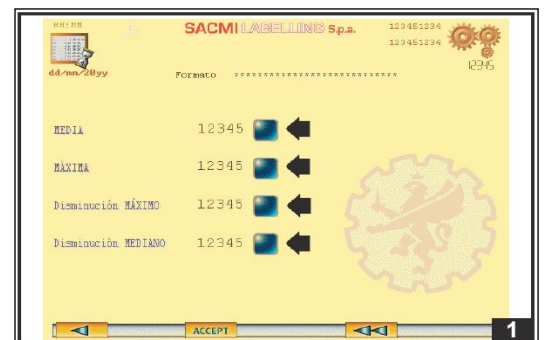 HH:MM
SACMI LABELLING S.p.a.
123451234
123451234
dd/mm/20yy
12345
Formato ****************************
MEDIA 12345
MÀXIMA 12345
Disminución MÁXIMO 12345
Disminución MEDIANO 12345
ACCEPT
1